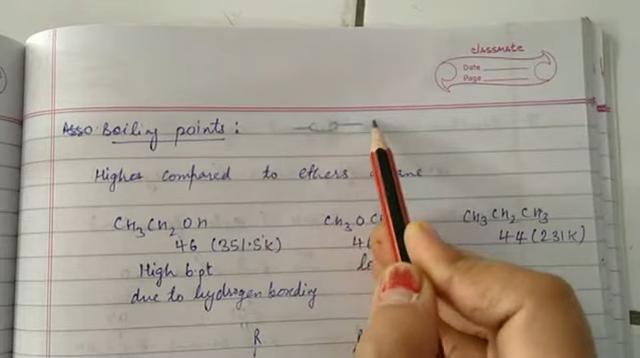 classmate
Date
Page
Asso Boiling points :
Higher compared to ethers
CH3CH2OH CH3 O CH3CH2CH3
46 (351.5K) 44 (231K)
High b.pt
due to hydrogen bonding
R